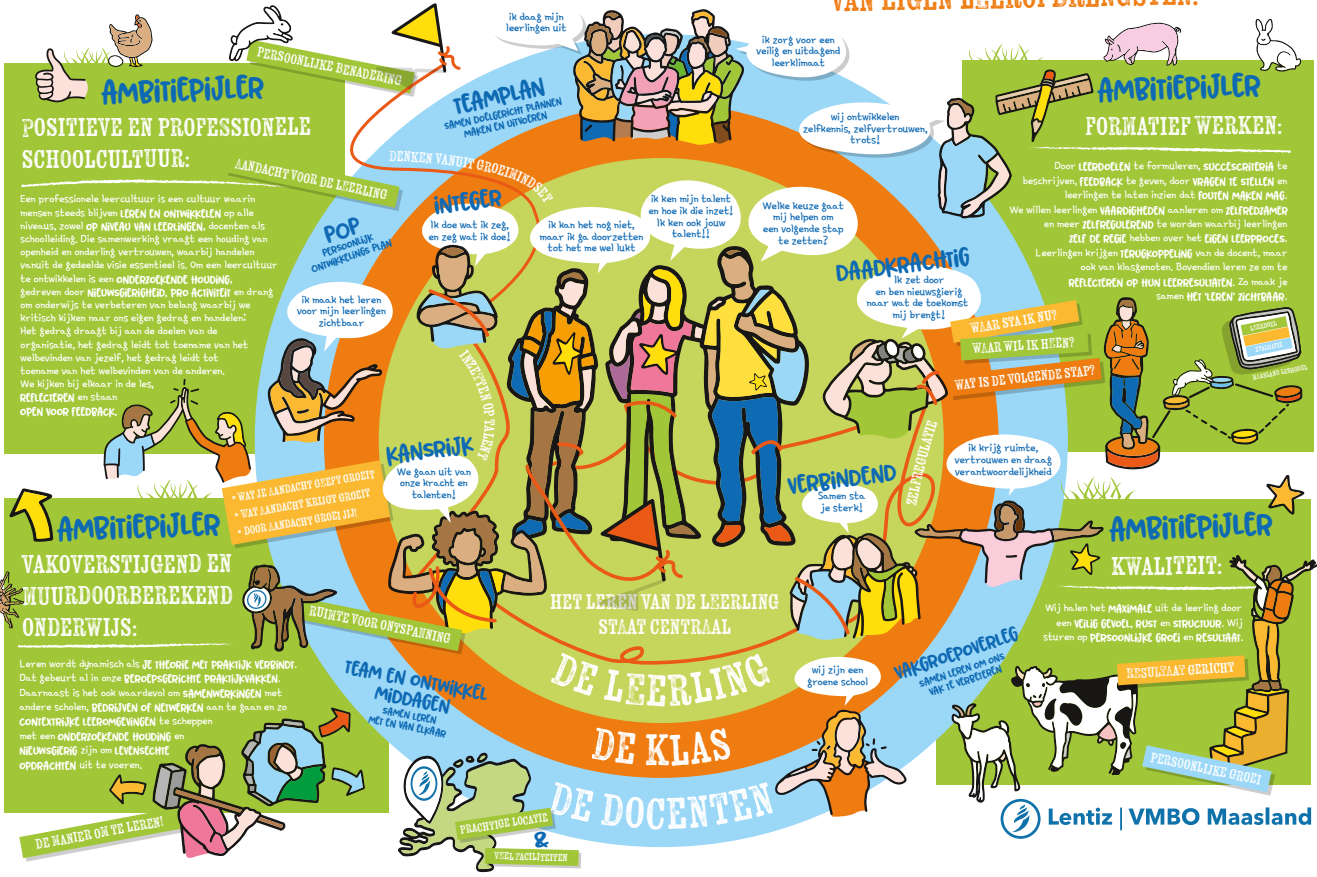 VAN EIGEN LEEROPBRENGSTEN.
AMBITIEPIJLER
POSITIEVE EN PROFESSIONELE
SCHOOLCULTUUR:
Een professionele leercultuur is een cultuur waarin
mensen steeds blijven LEREN EN ONTWIKKELEN op alle
niveaus, zowel OP NIVEAU VAN LEERLINGEN, docenten als
schoolleiding. Die samenwerking vraagt een houding van
openheid en onderling vertrouwen, waarbij handelen
vanuit de gedeelde visie essentieel is. Om een leercultuur
te ontwikkelen is een ONDERZOEKENDE HOUDING,
gedreven door NIEUWSGIERIGHEID, PRO ACTIVITEIT en drang
om onderwijs te verbeteren van belang waarbij we
kritisch kijken naar ons eigen gedrag en handelen:
Het gedrag draagt bij aan de doelen van de
organisatie, het gedrag leidt tot toename van het
welbevinden van jezelf, het gedrag leidt tot
toename van het welbevinden van de anderen.
We kijken bij elkaar in de les,
REFLECTEREN en staan
OPEN VOOR FEEDBACK.
PERSOONLIJKE BENADERING
AANDACHT VOOR DE LEERLING
DENKEN VANUIT GROEIMINDSET
TEAMPLAN
SAMEN DOELGERICHT PLANNEN
MAKEN EN UITVOEREN
ik daag mijn
leerlingen uit
ik zorg voor een
veilig en uitdagend
leerklimaat
wij ontwikkelen
zelfkennis, zelfvertrouwen,
trots!
POP
PERSOONLIJK
ONTWIKKELINGS PLAN
ik maak het leren
voor mijn leerlingen
zichtbaar
INTEGER
Ik doe wat ik zeg,
en zeg wat ik doe!
ik kan het nog niet,
maar ik ga doorzetten
tot het me wel lukt
ik ken mijn talent
en hoe ik die inzet!
Ik ken ook jouw
talent!!
Welke keuze gaat
mij helpen om
een volgende stap
te zetten?
DAADKRACHTIG
Ik zet door
en ben nieuwsgierig
naar wat de toekomst
mij brengt!
INZETTEN OP TALENT
ZELFREGULATIE
KANSRIJK
We gaan uit van
onze kracht en
talenten!
VERBINDEND
Samen sta
je sterk!
HET LEREN VAN DE LEERLING
STAAT CENTRAAL
DE LEERLING
DE KLAS
DE DOCENTEN
wij zijn een
groene school
VAKGROEPOVERLEG
SAMEN LEREN OM ONS
VAK TE VERBETEREN
ik krijg ruimte,
vertrouwen en draag
verantwoordelijkheid
AMBITIEPIJLER
FORMATIEF WERKEN:
Door LEERDOELEN te formuleren, SUCCESCRITERIA te
beschrijven, FEEDBACK te geven, door VRAGEN TE STELLEN en
leerlingen te laten inzien dat FOUTEN MAKEN MAG.
We willen leerlingen VAARDIGHEDEN aanleren om ZELFREDZAMER
en meer ZELFREGULEREND te worden waarbij leerlingen
ZELF DE REGIE hebben over het EIGEN LEERPROCES.
Leerlingen krijgen TERUGKOPPELING van de docent, maar
ook van klasgenoten. Bovendien leren ze om te
REFLECTEREN OP HUN LEERRESULTATEN. Zo maak je
samen HET 'LEREN' ZICHTBAAR.
WAAR STA IK NU?
WAAR WIL IK HEEN?
WAT IS DE VOLGENDE STAP?
LEERDOEL
EVALUATIE
MAASLAND LEERMODEL
• WAT JE AANDACHT GEEFT GROEIT
• WAT AANDACHT KRIJGT GROEIT
• DOOR AANDACHT GROEI JIJ!
AMBITIEPIJLER
VAKOVERSTIJGEND EN
MUURDOORBEREKEND
ONDERWIJS:
Leren wordt dynamisch als JE THEORIE MET PRAKTIJK VERBINDT.
Dat gebeurt al in onze BEROEPSGERICHTE PRAKTIJKVAKKEN.
Daarnaast is het ook waardevol om SAMENWERKINGEN met
andere scholen, BEDRIJVEN OF NETWERKEN aan te gaan en zo
CONTEXTRIJKE LEEROMGEVINGEN te scheppen
met een ONDERZOEKENDE HOUDING en
NIEUWSGIERIG zijn om LEVENSECHTE
OPDRACHTEN uit te voeren.
RUIMTE VOOR ONTSPANNING
TEAM EN ONTWIKKEL
MIDDAGEN
SAMEN LEREN
MET EN VAN ELKAAR
DE MANIER OM TE LEREN!
PRACHTIGE LOCATIE
&
VEEL FACILITEITEN
AMBITIEPIJLER
KWALITEIT:
Wij halen het MAXIMALE uit de leerling door
een VEILIG GEVOEL, RUST en STRUCTUUR. Wij
sturen op PERSOONLIJKE GROEI en RESULTAAT.
RESULTAAT GERICHT
PERSOONLIJKE GROEI
Lentiz | VMBO Maasland